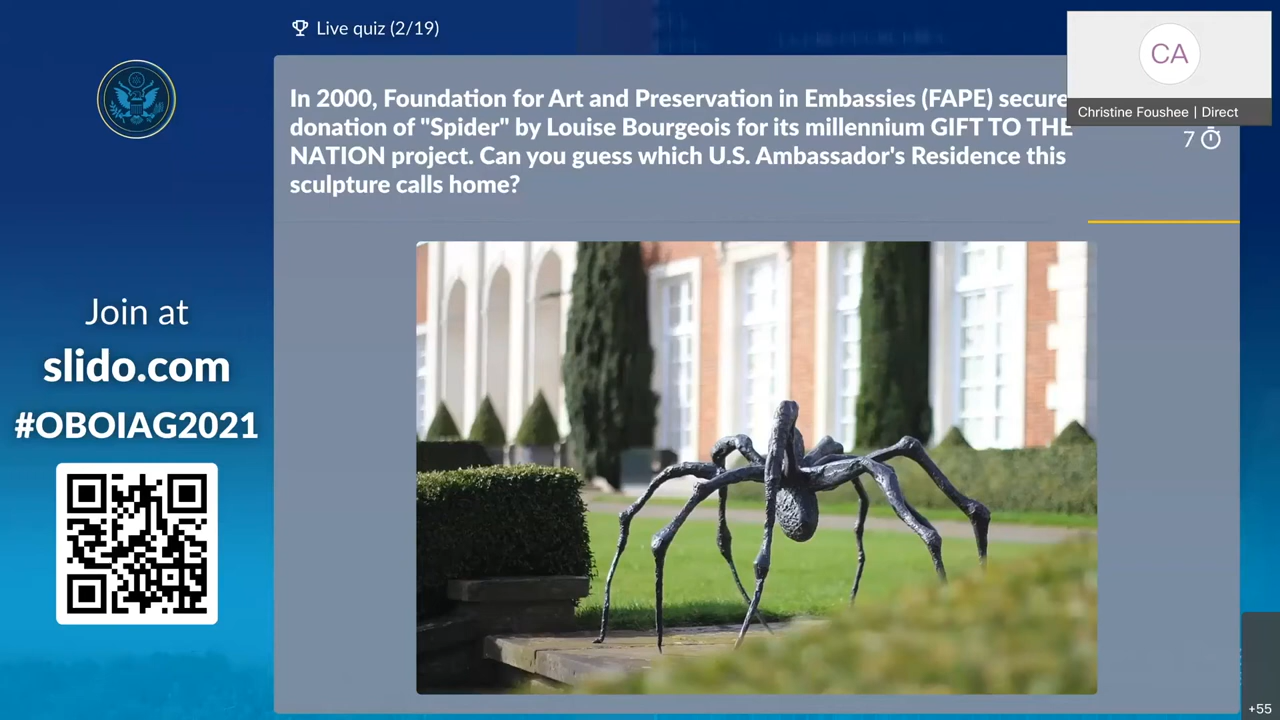 Live quiz (2/19)
In 2000, Foundation for Art and Preservation in Embassies (FAPE) secure
donation of "Spider" by Louise Bourgeois for its millennium GIFT TO THE
NATION project. Can you guess which U.S. Ambassador's Residence this
sculpture calls home?
CA
Christine Foushee | Direct
7
Join at
slido.com
#OBOIAG2021
+55